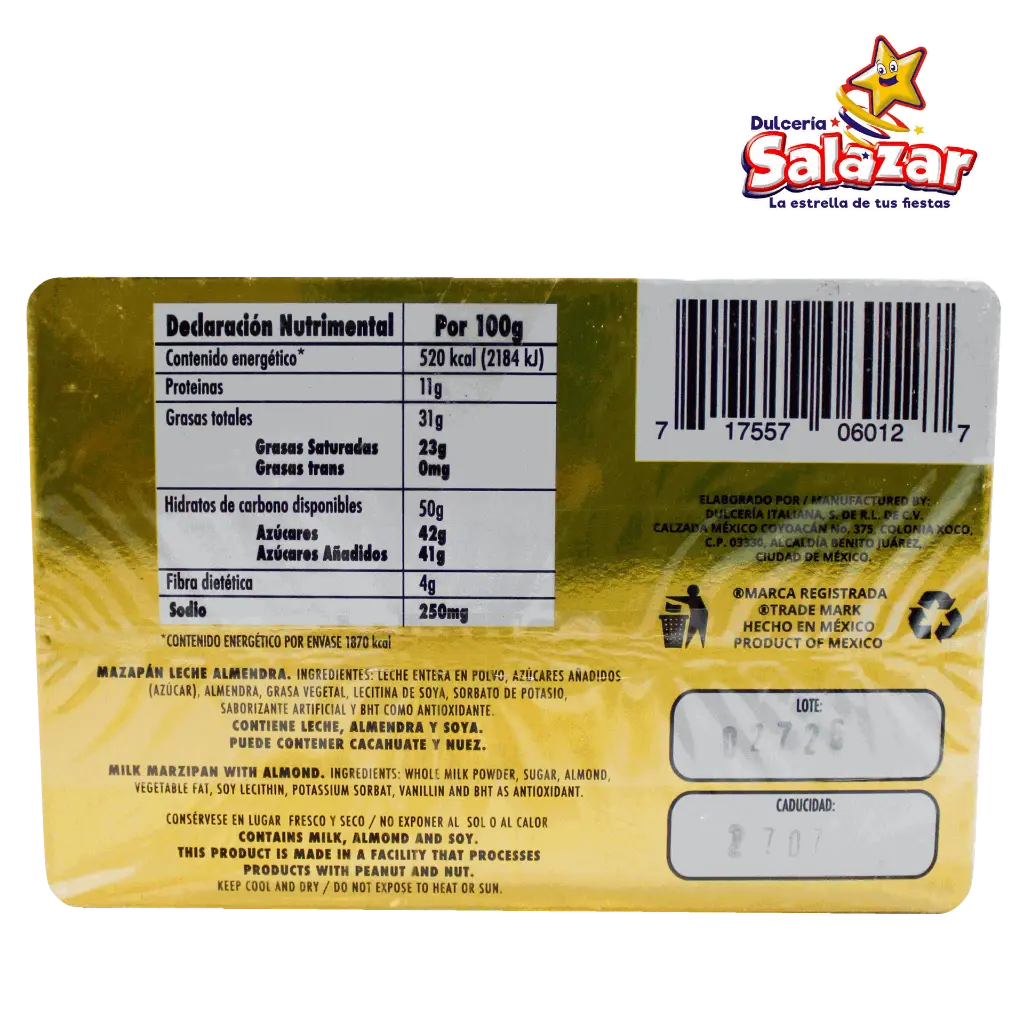 Dulcería
Salazar
La estrella de tus fiestas
Declaración Nutrimental Por 100g
Contenido energético* 520 kcal (2184 kJ)
Proteinas 11g
Grasas totales 31g
Grasas Saturadas 23g
Grasas trans 0mg
Hidratos de carbono disponibles 50g
Azúcares 42g
Azúcares Añadidos 41g
Fibra dietética 4g
Sodio 250mg
*CONTENIDO ENERGÉTICO POR ENVASE 1870 kcal
MAZAPÁN LECHE ALMENDRA. INGREDIENTES: LECHE ENTERA EN POLVO, AZÚCARES AÑADIDOS
(AZÚCAR), ALMENDRA, GRASA VEGETAL, LECITINA DE SOYA, SORBATO DE POTASIO,
SABORIZANTE ARTIFICIAL Y BHT COMO ANTIOXIDANTE.
CONTIENE LECHE, ALMENDRA Y SOYA.
PUEDE CONTENER CACAHUATE Y NUEZ.
MILK MARZIPAN WITH ALMOND. INGREDIENTS: WHOLE MILK POWDER, SUGAR, ALMOND,
VEGETABLE FAT, SOY LECITHIN, POTASSIUM SORBAT, VANILLIN AND BHT AS ANTIOXIDANT.
CONSÉRVESE EN LUGAR FRESCO Y SECO / NO EXPONER AL SOL O AL CALOR
CONTAINS MILK, ALMOND AND SOY.
THIS PRODUCT IS MADE IN A FACILITY THAT PROCESSES
PRODUCTS WITH PEANUT AND NUT.
KEEP COOL AND DRY / DO NOT EXPOSE TO HEAT OR SUN.
7 17557 06012 7
ELABORADO POR / MANUFACTURED BY:
DULCERÍA ITALIANA, S. DE R.L. DE C.V.
CALZADA MÉXICO COYOACÁN No. 375, COLONIA XOCO,
C.P. 03330, ALCALDÍA BENITO JUÁREZ,
CIUDAD DE MÉXICO.
®MARCA REGISTRADA
®TRADE MARK
HECHO EN MÉXICO
PRODUCT OF MEXICO
LOTE:
CADUCIDAD: